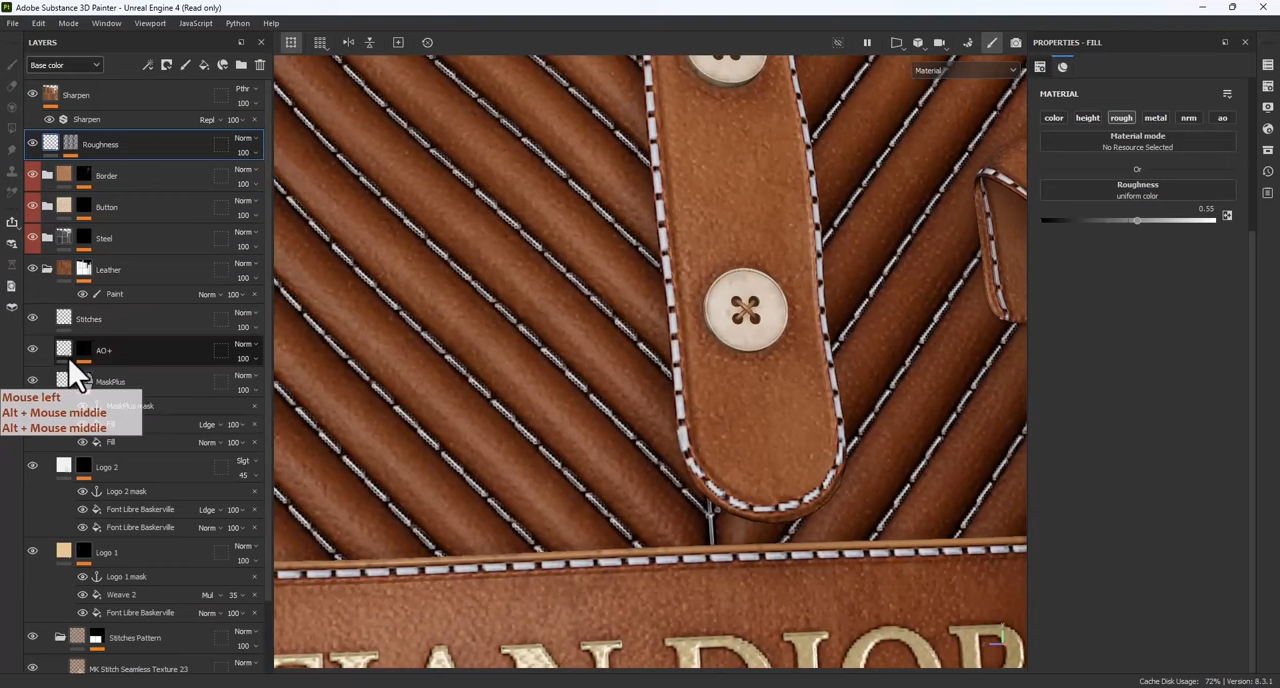 Adobe Substance 3D Painter - Unreal Engine 4 (Read only)
File Edit Mode Window Viewport JavaScript Python Help
LAYERS
Base color
Sharpen Pthr 100
Sharpen Repl 100
Roughness Norm 100
Border Norm 100
Button Norm 100
Steel Norm 100
Leather Norm 100
Paint Norm 100
Stitches Norm 100
AO+ Norm 100
MaskPlus Norm 100
MaskPlus mask
Ldge 100
Fill Norm 100
Logo 2 Slgt 45
Logo 2 mask
Font Libre Baskerville Ldge 100
Font Libre Baskerville Norm 100
Logo 1 Norm 100
Logo 1 mask
Weave 2 Mul 35
Font Libre Baskerville Norm 100
Stitches Pattern Norm 100
MK Stitch Seamless Texture 23 Norm
Mouse left
Alt + Mouse middle
Alt + Mouse middle
Material
TIAN DIOR
PROPERTIES - FILL
MATERIAL
color height rough metal nrm ao
Material mode
No Resource Selected
Or
Roughness
uniform color
0.55
Cache Disk Usage: 72% | Version: 8.3.1